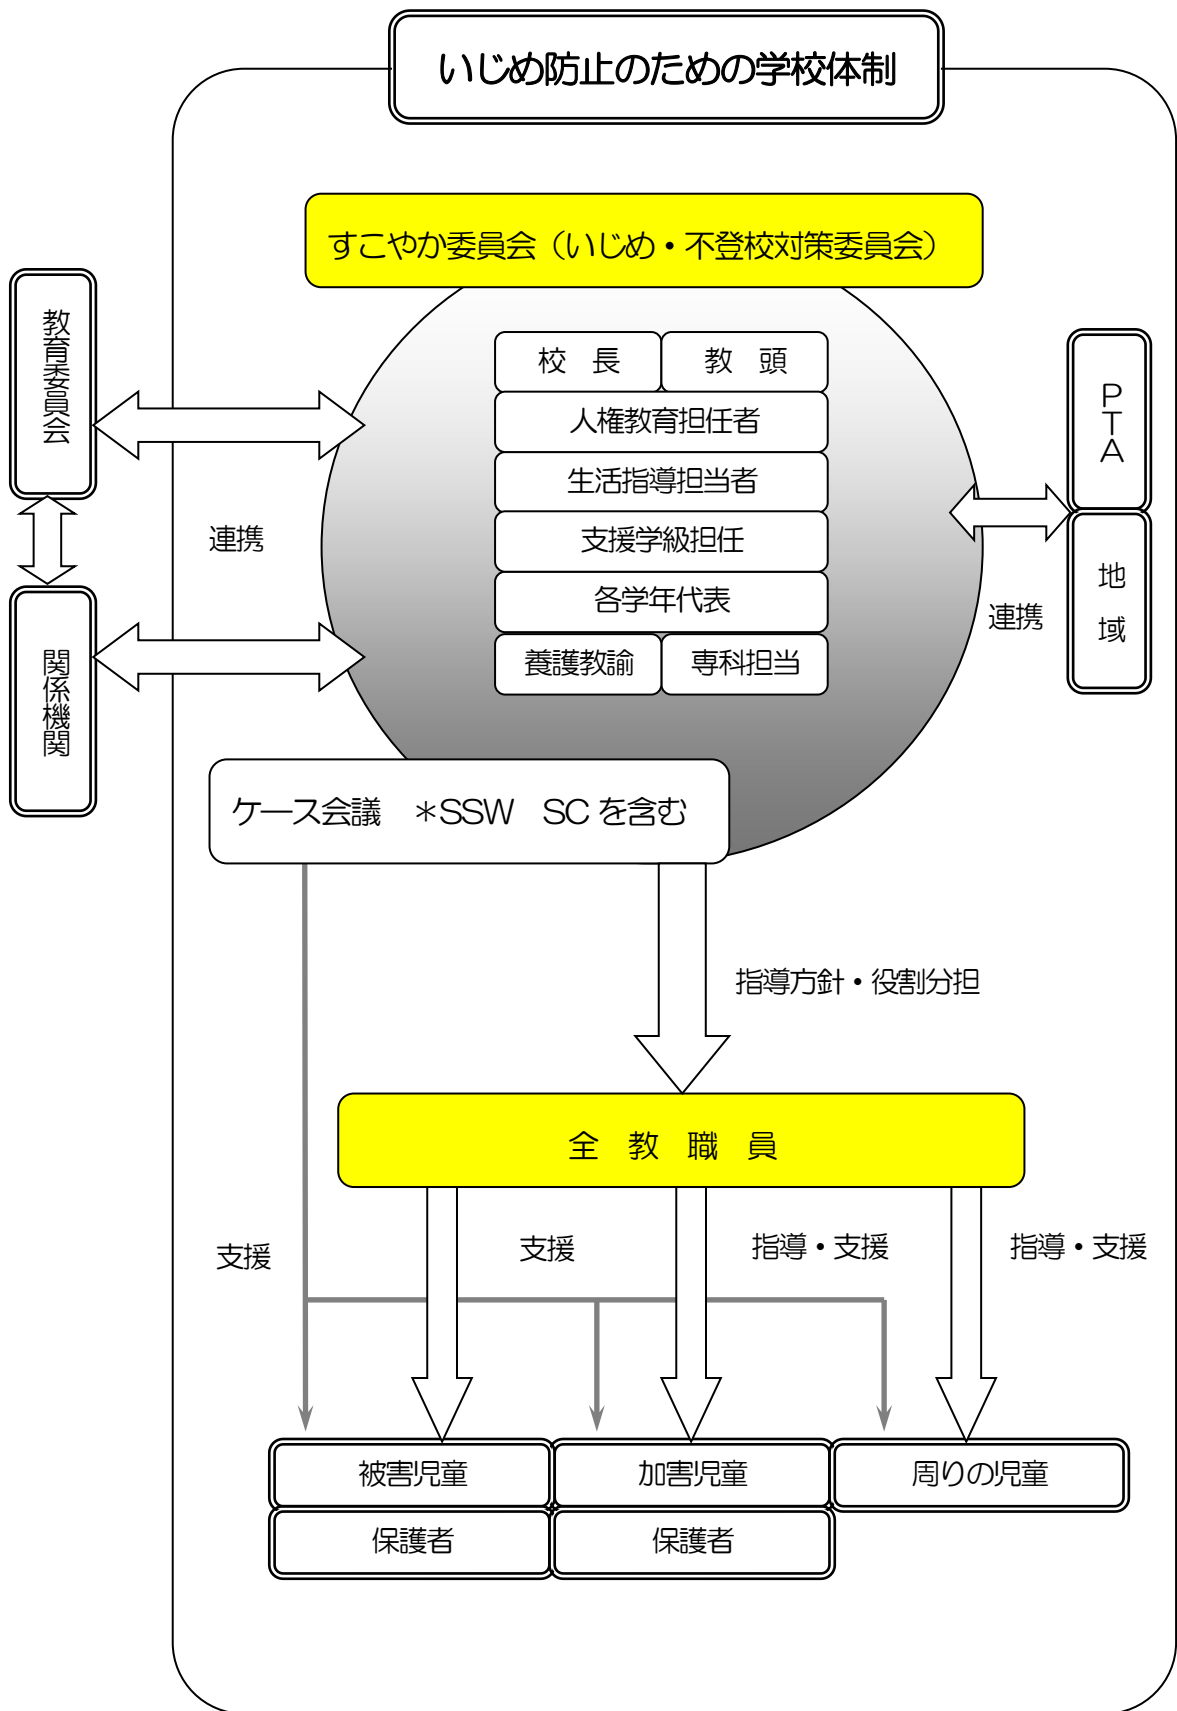 いじめ防止のための学校体制
すこやか委員会（いじめ・不登校対策委員会）
教育委員会
校　長
教　頭
人権教育担任者
生活指導担当者
支援学級担任
各学年代表
養護教諭
専科担当
PTA
地域
連携
連携
関係機関
ケース会議　＊SSW　SCを含む
指導方針・役割分担
全　教　職　員
支援
支援
指導・支援
指導・支援
被害児童
加害児童
周りの児童
保護者
保護者